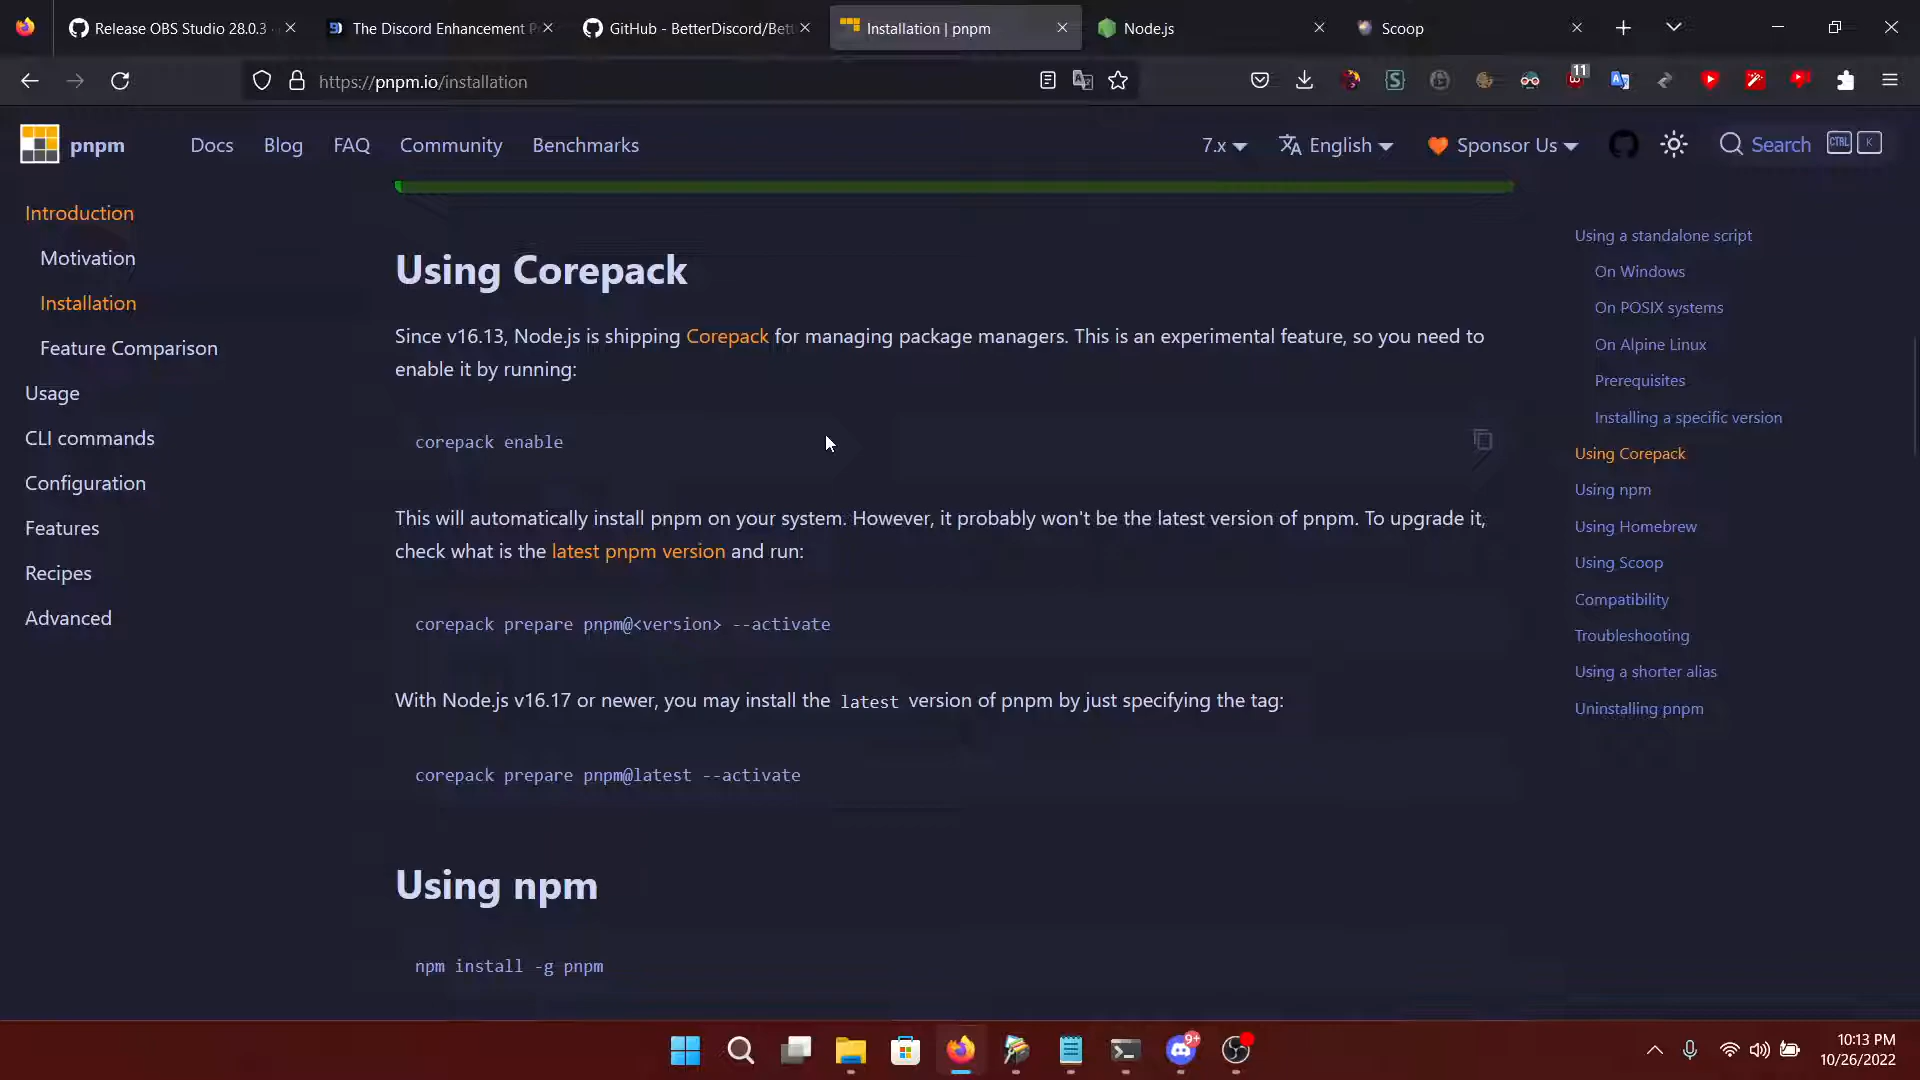 Release OBS Studio 28.0.3
The Discord Enhancement
GitHub - BetterDiscord/Bett
Installation | pnpm
Node.js
Scoop
https://pnpm.io/installation
11
pnpm
Docs
Blog
FAQ
Community
Benchmarks
7.x
English
Sponsor Us
Search
CTRL
K
Introduction
Motivation
Installation
Feature Comparison
Usage
CLI commands
Configuration
Features
Recipes
Advanced
Using Corepack
Since v16.13, Node.js is shipping Corepack for managing package managers. This is an experimental feature, so you need to
enable it by running:
corepack enable
This will automatically install pnpm on your system. However, it probably won't be the latest version of pnpm. To upgrade it,
check what is the latest pnpm version and run:
corepack prepare pnpm@<version> --activate
With Node.js v16.17 or newer, you may install the latest version of pnpm by just specifying the tag:
corepack prepare pnpm@latest --activate
Using npm
npm install -g pnpm
Using a standalone script
On Windows
On POSIX systems
On Alpine Linux
Prerequisites
Installing a specific version
Using Corepack
Using npm
Using Homebrew
Using Scoop
Compatibility
Troubleshooting
Using a shorter alias
Uninstalling pnpm
9+
10:13 PM
10/26/2022